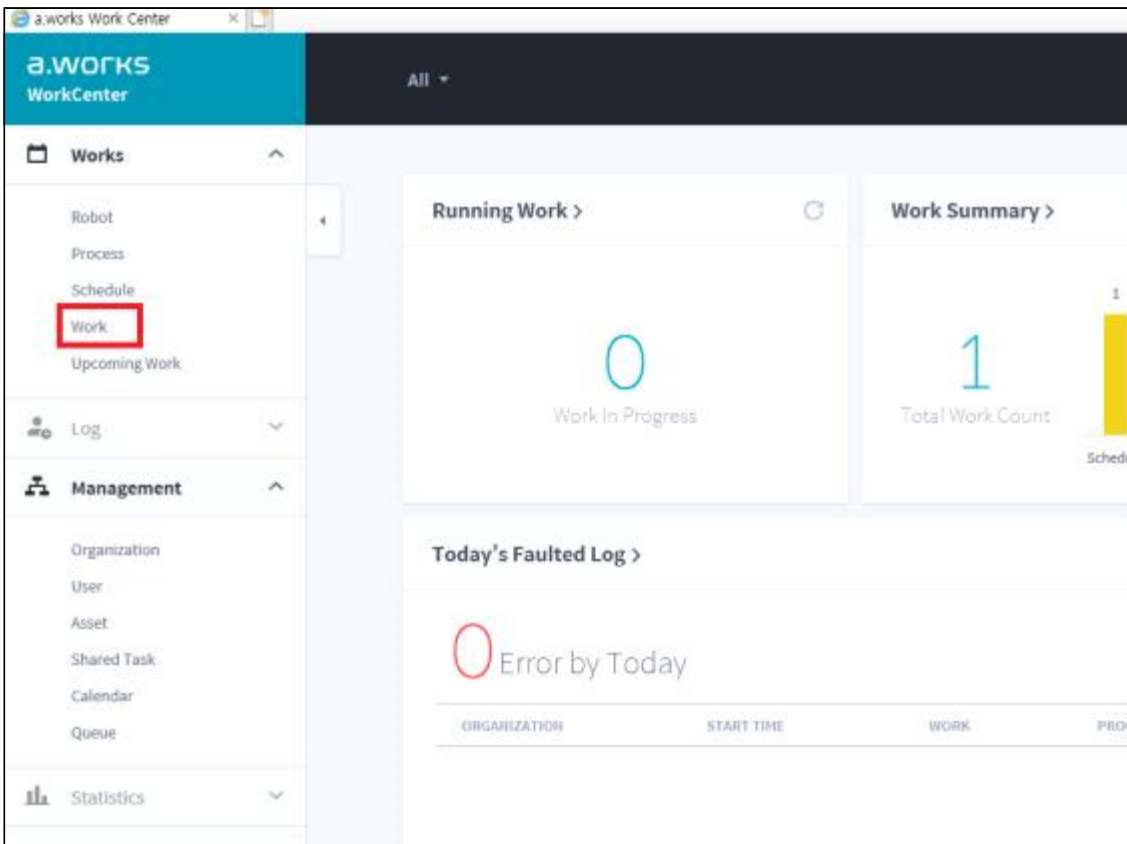 a.works Work Center
a.works
WorkCenter
All
Works
Robot
Process
Schedule
Work
Upcoming Work
Log
Management
Organization
User
Asset
Shared Task
Calendar
Queue
Statistics
Running Work >
0
Work In Progress
Work Summary >
1
Total Work Count
1
Schedu
Today's Faulted Log >
0 Error by Today
ORGANIZATION START TIME WORK PRO